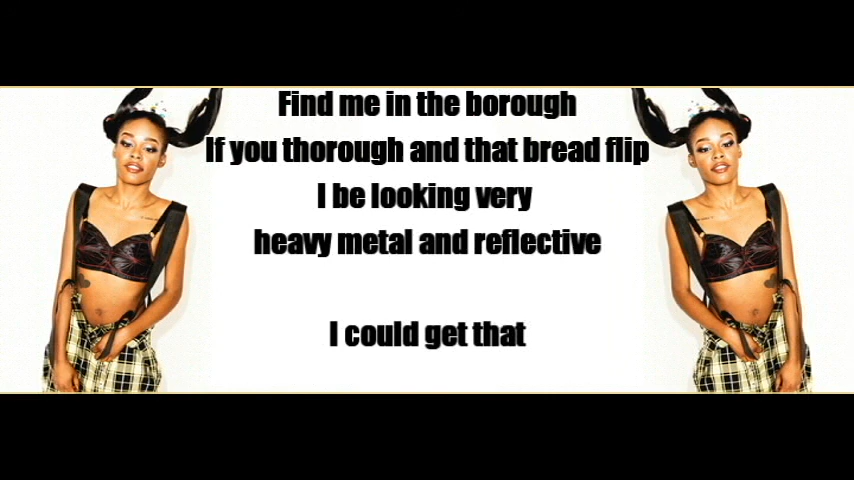 Find me in the borough
If you thorough and that bread flip
I be looking very
heavy metal and reflective
I could get that